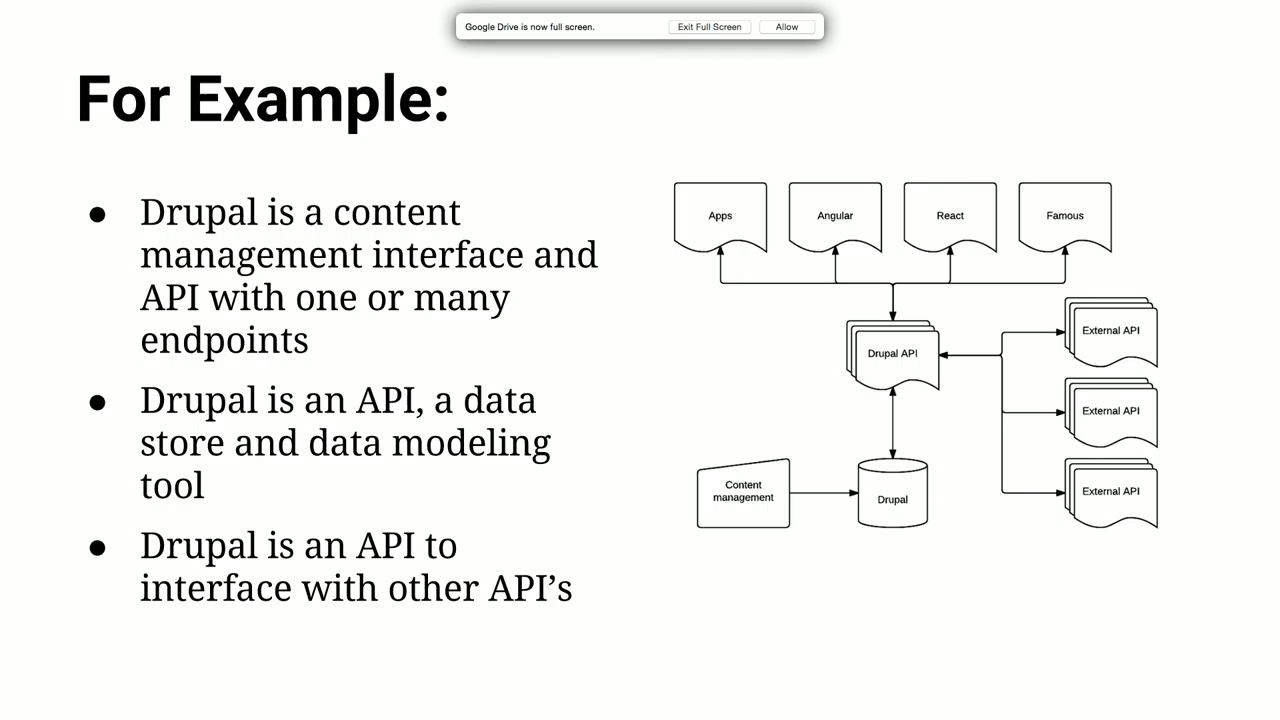 Google Drive is now full screen.
Exit Full Screen
Allow
For Example:
● Drupal is a content
management interface and
API with one or many
endpoints
● Drupal is an API, a data
store and data modeling
tool
● Drupal is an API to
interface with other API’s
Apps
Angular
React
Famous
Drupal API
External API
External API
External API
Content
management
Drupal